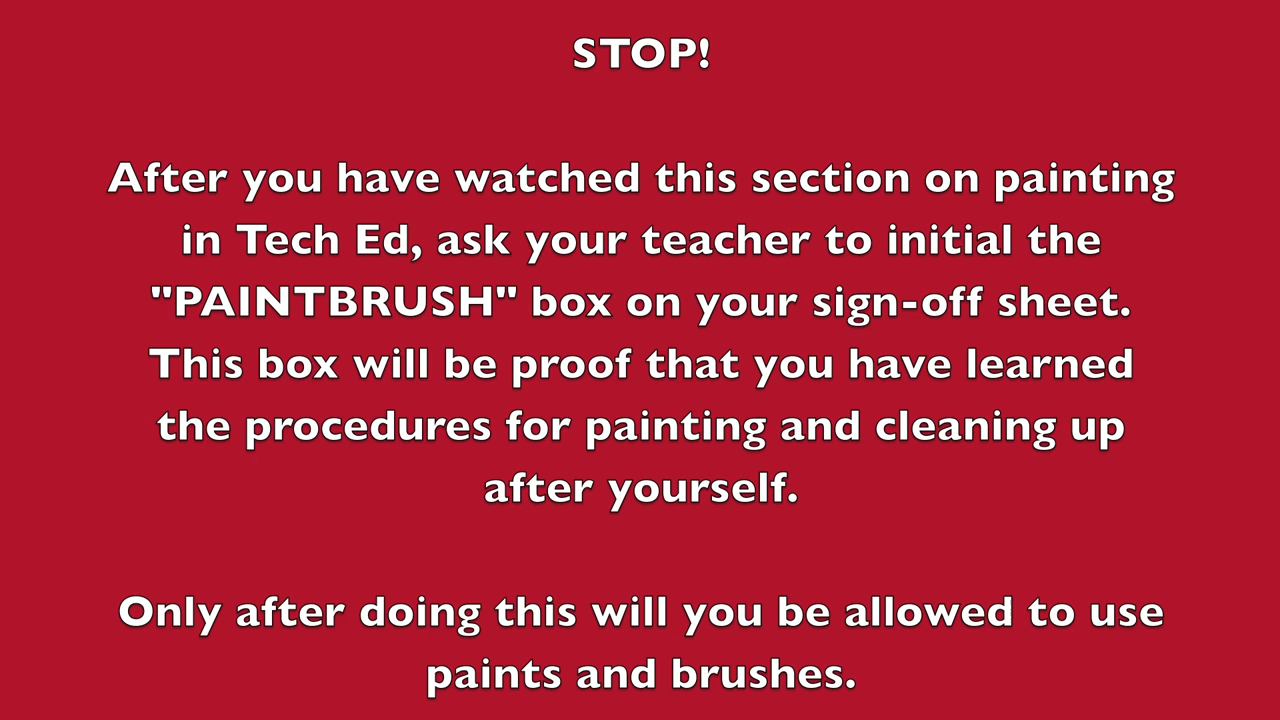 STOP!
After you have watched this section on painting
in Tech Ed, ask your teacher to initial the
"PAINTBRUSH" box on your sign-off sheet.
This box will be proof that you have learned
the procedures for painting and cleaning up
after yourself.
Only after doing this will you be allowed to use
paints and brushes.